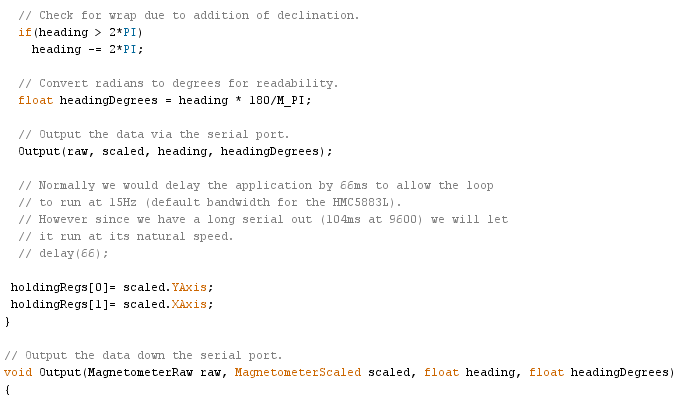 // Check for wrap due to addition of declination.
if(heading > 2*PI)
heading -= 2*PI;
// Convert radians to degrees for readability.
float headingDegrees = heading * 180/M_PI;
// Output the data via the serial port.
Output(raw, scaled, heading, headingDegrees);
// Normally we would delay the application by 66ms to allow the loop
// to run at 15Hz (default bandwidth for the HMC5883L).
// However since we have a long serial out (104ms at 9600) we will let
// it run at its natural speed.
// delay(66);
holdingRegs[0]= scaled.YAxis;
holdingRegs[1]= scaled.XAxis;
}
// Output the data down the serial port.
void Output(MagnetometerRaw raw, MagnetometerScaled scaled, float heading, float headingDegrees)
{